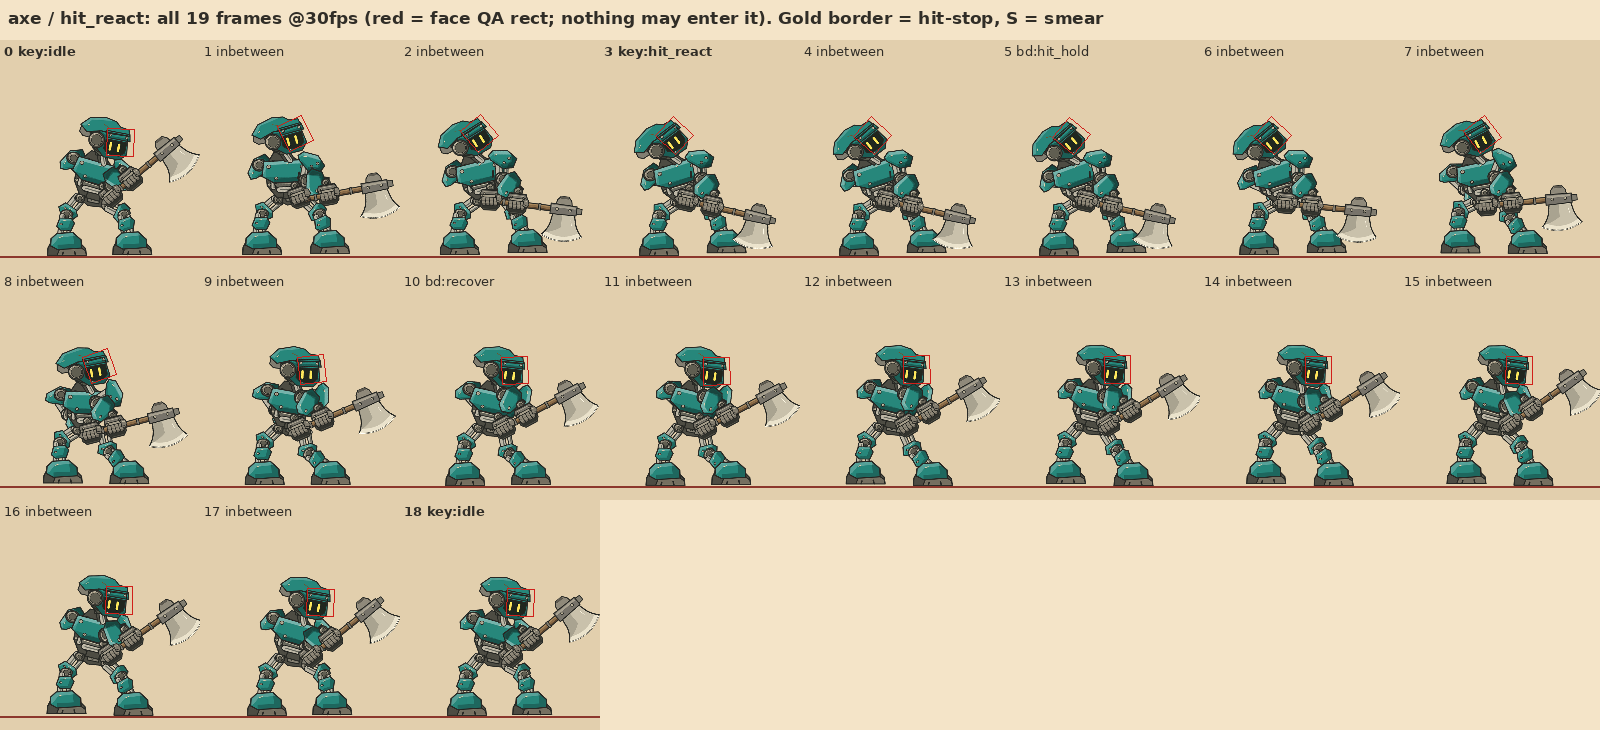 axe / hit_react: all 19 frames @30fps (red = face QA rect; nothing may enter it). Gold border = hit-stop, S = smear
0 key:idle 1 inbetween 2 inbetween 3 key:hit_react 4 inbetween 5 bd:hit_hold 6 inbetween 7 inbetween
8 inbetween 9 inbetween 10 bd:recover 11 inbetween 12 inbetween 13 inbetween 14 inbetween 15 inbetween
16 inbetween 17 inbetween 18 key:idle